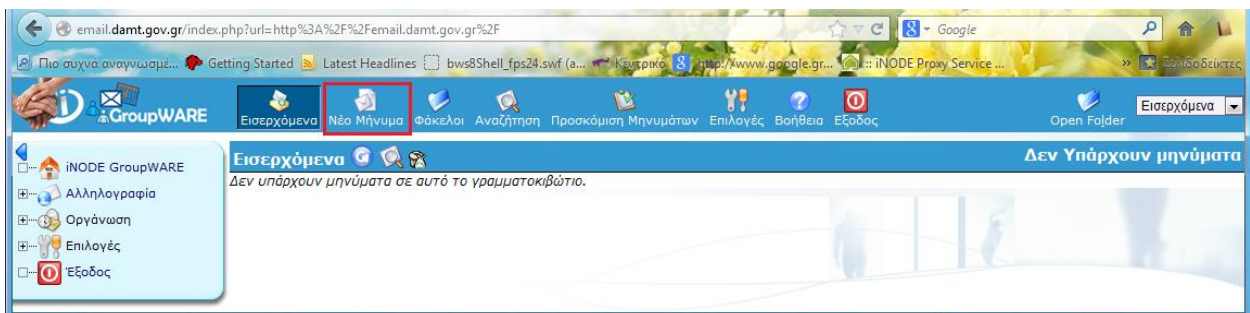 email.damt.gov.gr/index.php?url=http%3A%2F%2Femail.damt.gov.gr%2F
Google
Πιο συχνά αναγνωσμέ... Getting Started Latest Headlines bws8Shell_fps24.swf (a... Κεντρικό http://www.google.gr... :: iNODE Proxy Service ... » Σελιδοδείκτες
GroupWARE
Εισερχόμενα Νέο Μήνυμα Φάκελοι Αναζήτηση Προσκόμιση Μηνυμάτων Επιλογές Βοήθεια Εξοδος Open Folder Εισερχόμενα
iNODE GroupWARE
Αλληλογραφία
Οργάνωση
Επιλογές
Έξοδος
Εισερχόμενα Δεν Υπάρχουν μηνύματα
Δεν υπάρχουν μηνύματα σε αυτό το γραμματοκιβώτιο.